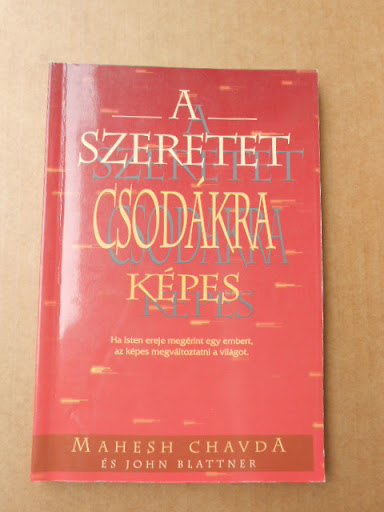 A
SZERETET
CSODÁKRA
KÉPES
Ha Isten ereje megérint egy embert,
az képes megváltoztatni a világot.
MAHESH CHAVDA
ÉS JOHN BLATTNER